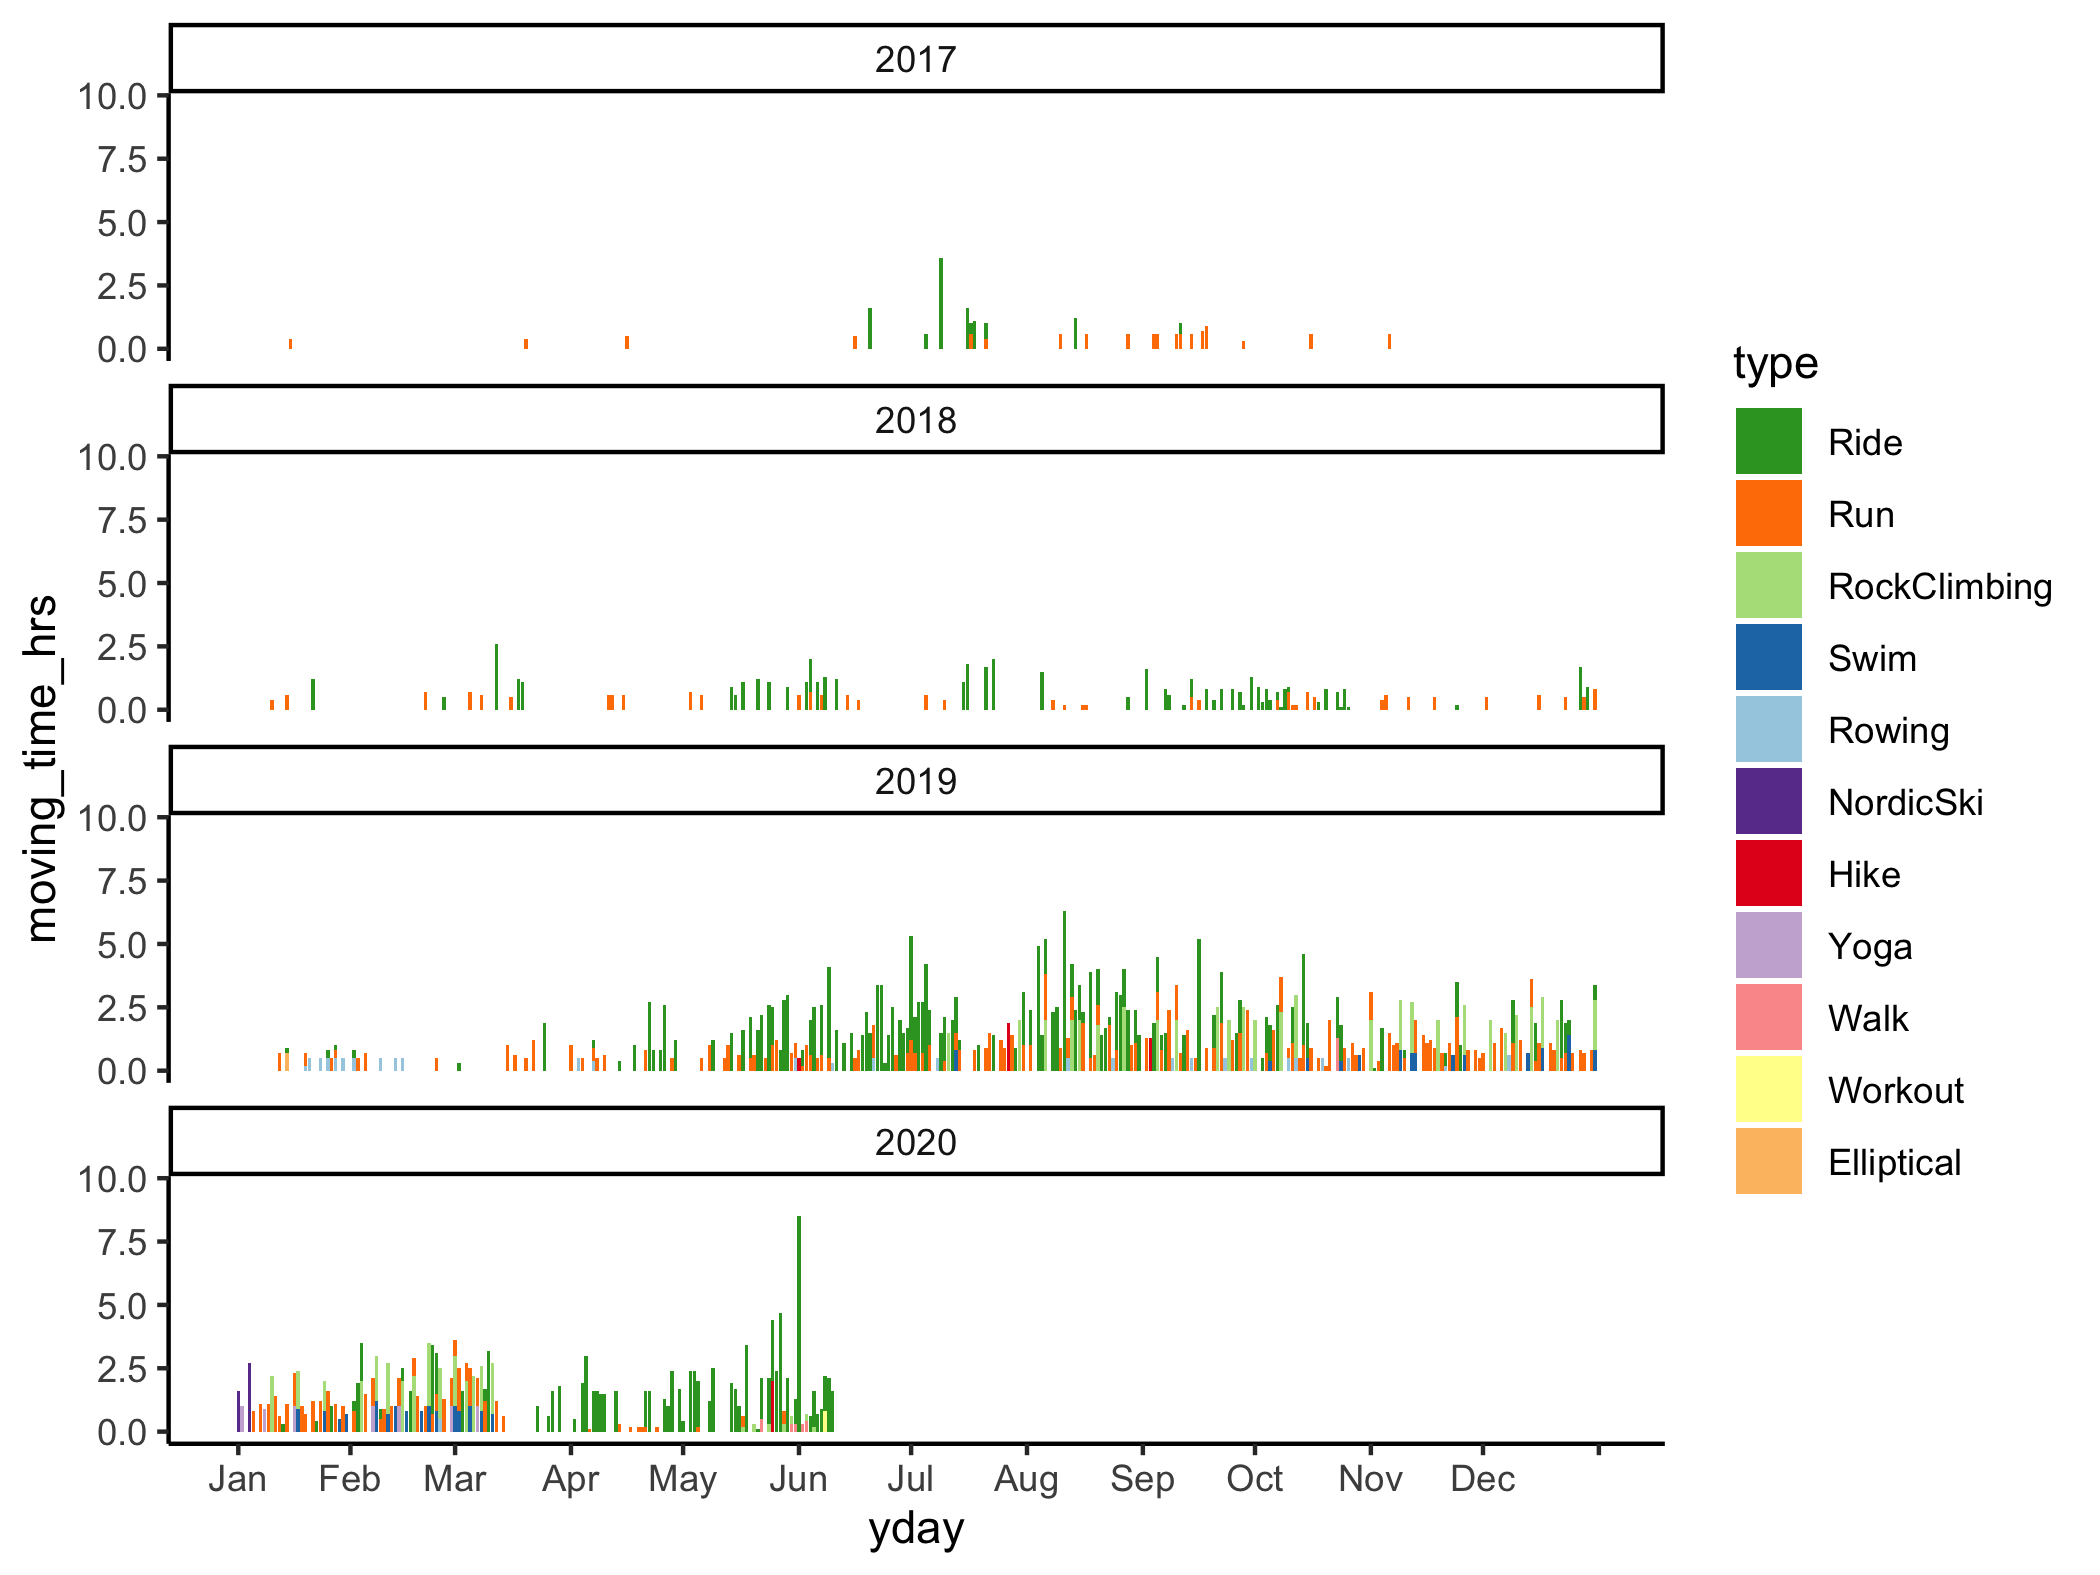 2017
10.0
7.5
5.0
2.5
0.0
2018
10.0
7.5
5.0
2.5
0.0
2019
10.0
7.5
5.0
2.5
0.0
2020
10.0
7.5
5.0
2.5
0.0
moving_time_hrs
Jan Feb Mar Apr May Jun Jul Aug Sep Oct Nov Dec
yday
type
Ride
Run
RockClimbing
Swim
Rowing
NordicSki
Hike
Yoga
Walk
Workout
Elliptical